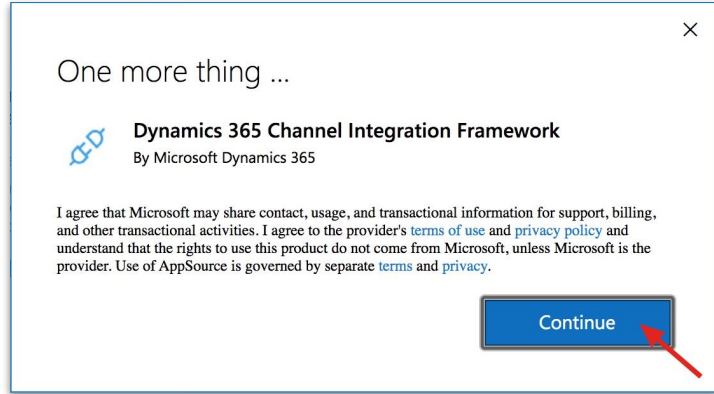 One more thing ...
Dynamics 365 Channel Integration Framework
By Microsoft Dynamics 365
I agree that Microsoft may share contact, usage, and transactional information for support, billing,
and other transactional activities. I agree to the provider's terms of use and privacy policy and
understand that the rights to use this product do not come from Microsoft, unless Microsoft is the
provider. Use of AppSource is governed by separate terms and privacy.
Continue